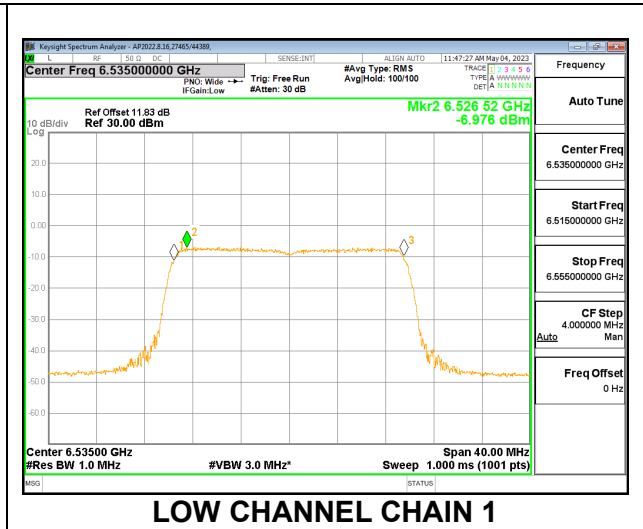 Keysight Spectrum Analyzer - AP2022.8.16,27465/44389,
L RF 50 Ω DC SENSE:INT ALIGN AUTO 11:47:27 AM May 04, 2023
Center Freq 6.535000000 GHz
PNO: Wide
IFGain:Low
Trig: Free Run
#Atten: 30 dB
#Avg Type: RMS
Avg|Hold: 100/100
TRACE 1 2 3 4 5 6
TYPE A WWWWW
DET A N N N N N
Frequency
Mkr2 6.526 52 GHz
-6.976 dBm
Ref Offset 11.83 dB
10 dB/div Ref 30.00 dBm
Log
20.0
10.0
0.00
-10.0
-20.0
-30.0
-40.0
-50.0
-60.0
1
2
3
Auto Tune
Center Freq
6.535000000 GHz
Start Freq
6.515000000 GHz
Stop Freq
6.555000000 GHz
CF Step
4.000000 MHz
Auto Man
Freq Offset
0 Hz
Center 6.53500 GHz Span 40.00 MHz
#Res BW 1.0 MHz #VBW 3.0 MHz* Sweep 1.000 ms (1001 pts)
MSG STATUS
LOW CHANNEL CHAIN 1